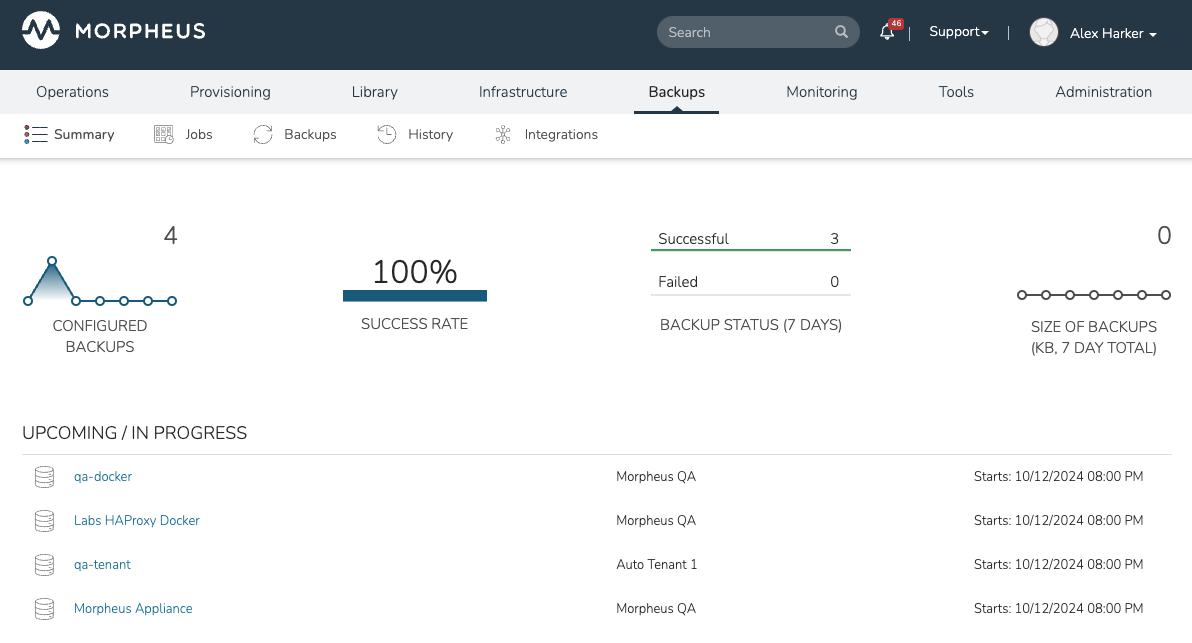 MORPHEUS
Search
46
Support
Alex Harker
Operations
Provisioning
Library
Infrastructure
Backups
Monitoring
Tools
Administration
Summary
Jobs
Backups
History
Integrations
4
CONFIGURED
BACKUPS
100%
SUCCESS RATE
Successful 3
Failed 0
BACKUP STATUS (7 DAYS)
0
SIZE OF BACKUPS
(KB, 7 DAY TOTAL)
UPCOMING / IN PROGRESS
qa-docker Morpheus QA Starts: 10/12/2024 08:00 PM
Labs HAProxy Docker Morpheus QA Starts: 10/12/2024 08:00 PM
qa-tenant Auto Tenant 1 Starts: 10/12/2024 08:00 PM
Morpheus Appliance Morpheus QA Starts: 10/12/2024 08:00 PM